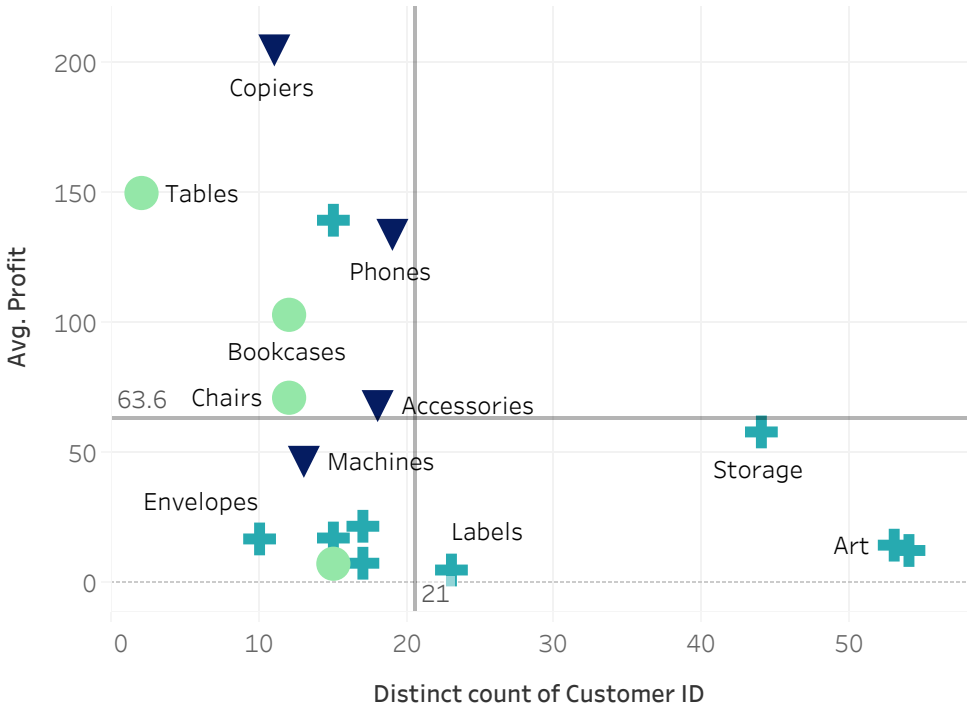 200
Copiers
150
Tables
Phones
100
Bookcases
63.6
Chairs
Accessories
50
Machines
Storage
Envelopes
Labels
Art
0
21
0
10
20
30
40
50
Avg. Profit
Distinct count of Customer ID